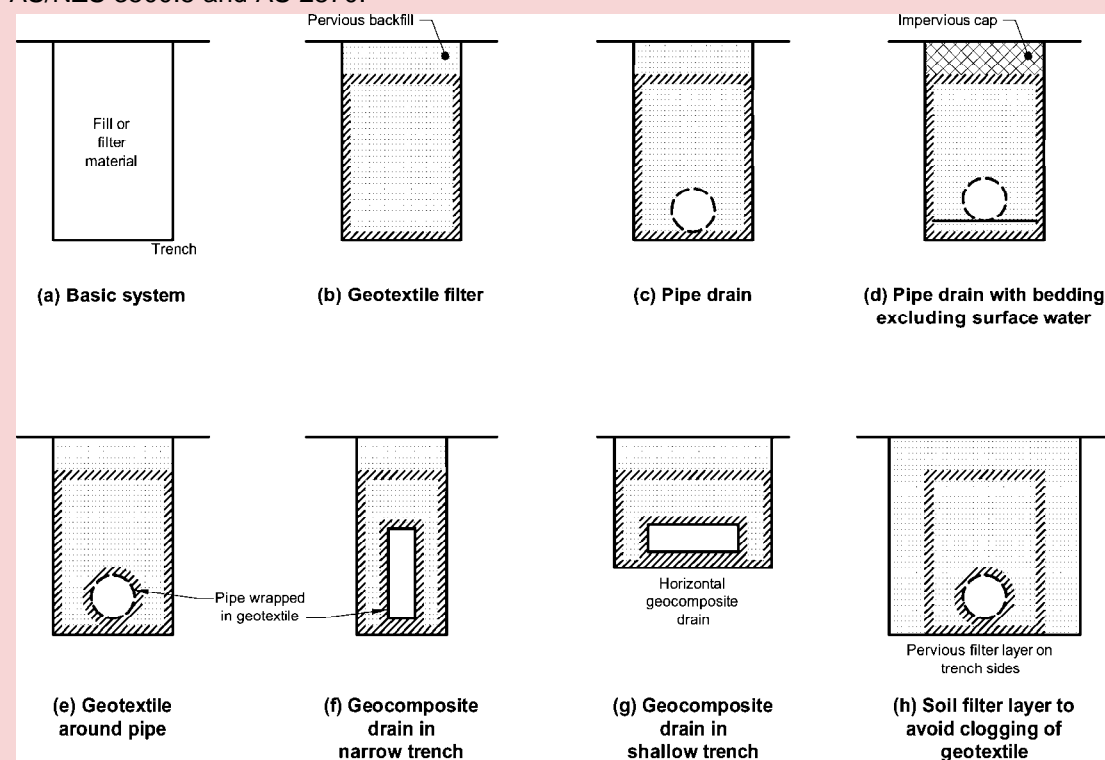 Pervious backfill
Impervious cap
Fill or
filter
material
Trench
(a) Basic system
(b) Geotextile filter
(c) Pipe drain
(d) Pipe drain with bedding
excluding surface water
Pipe wrapped
in geotextile
Horizontal
geocomposite
drain
Pervious filter layer on
trench sides
(e) Geotextile
around pipe
(f) Geocomposite
drain in
narrow trench
(g) Geocomposite
drain in
shallow trench
(h) Soil filter layer to
avoid clogging of
geotextile